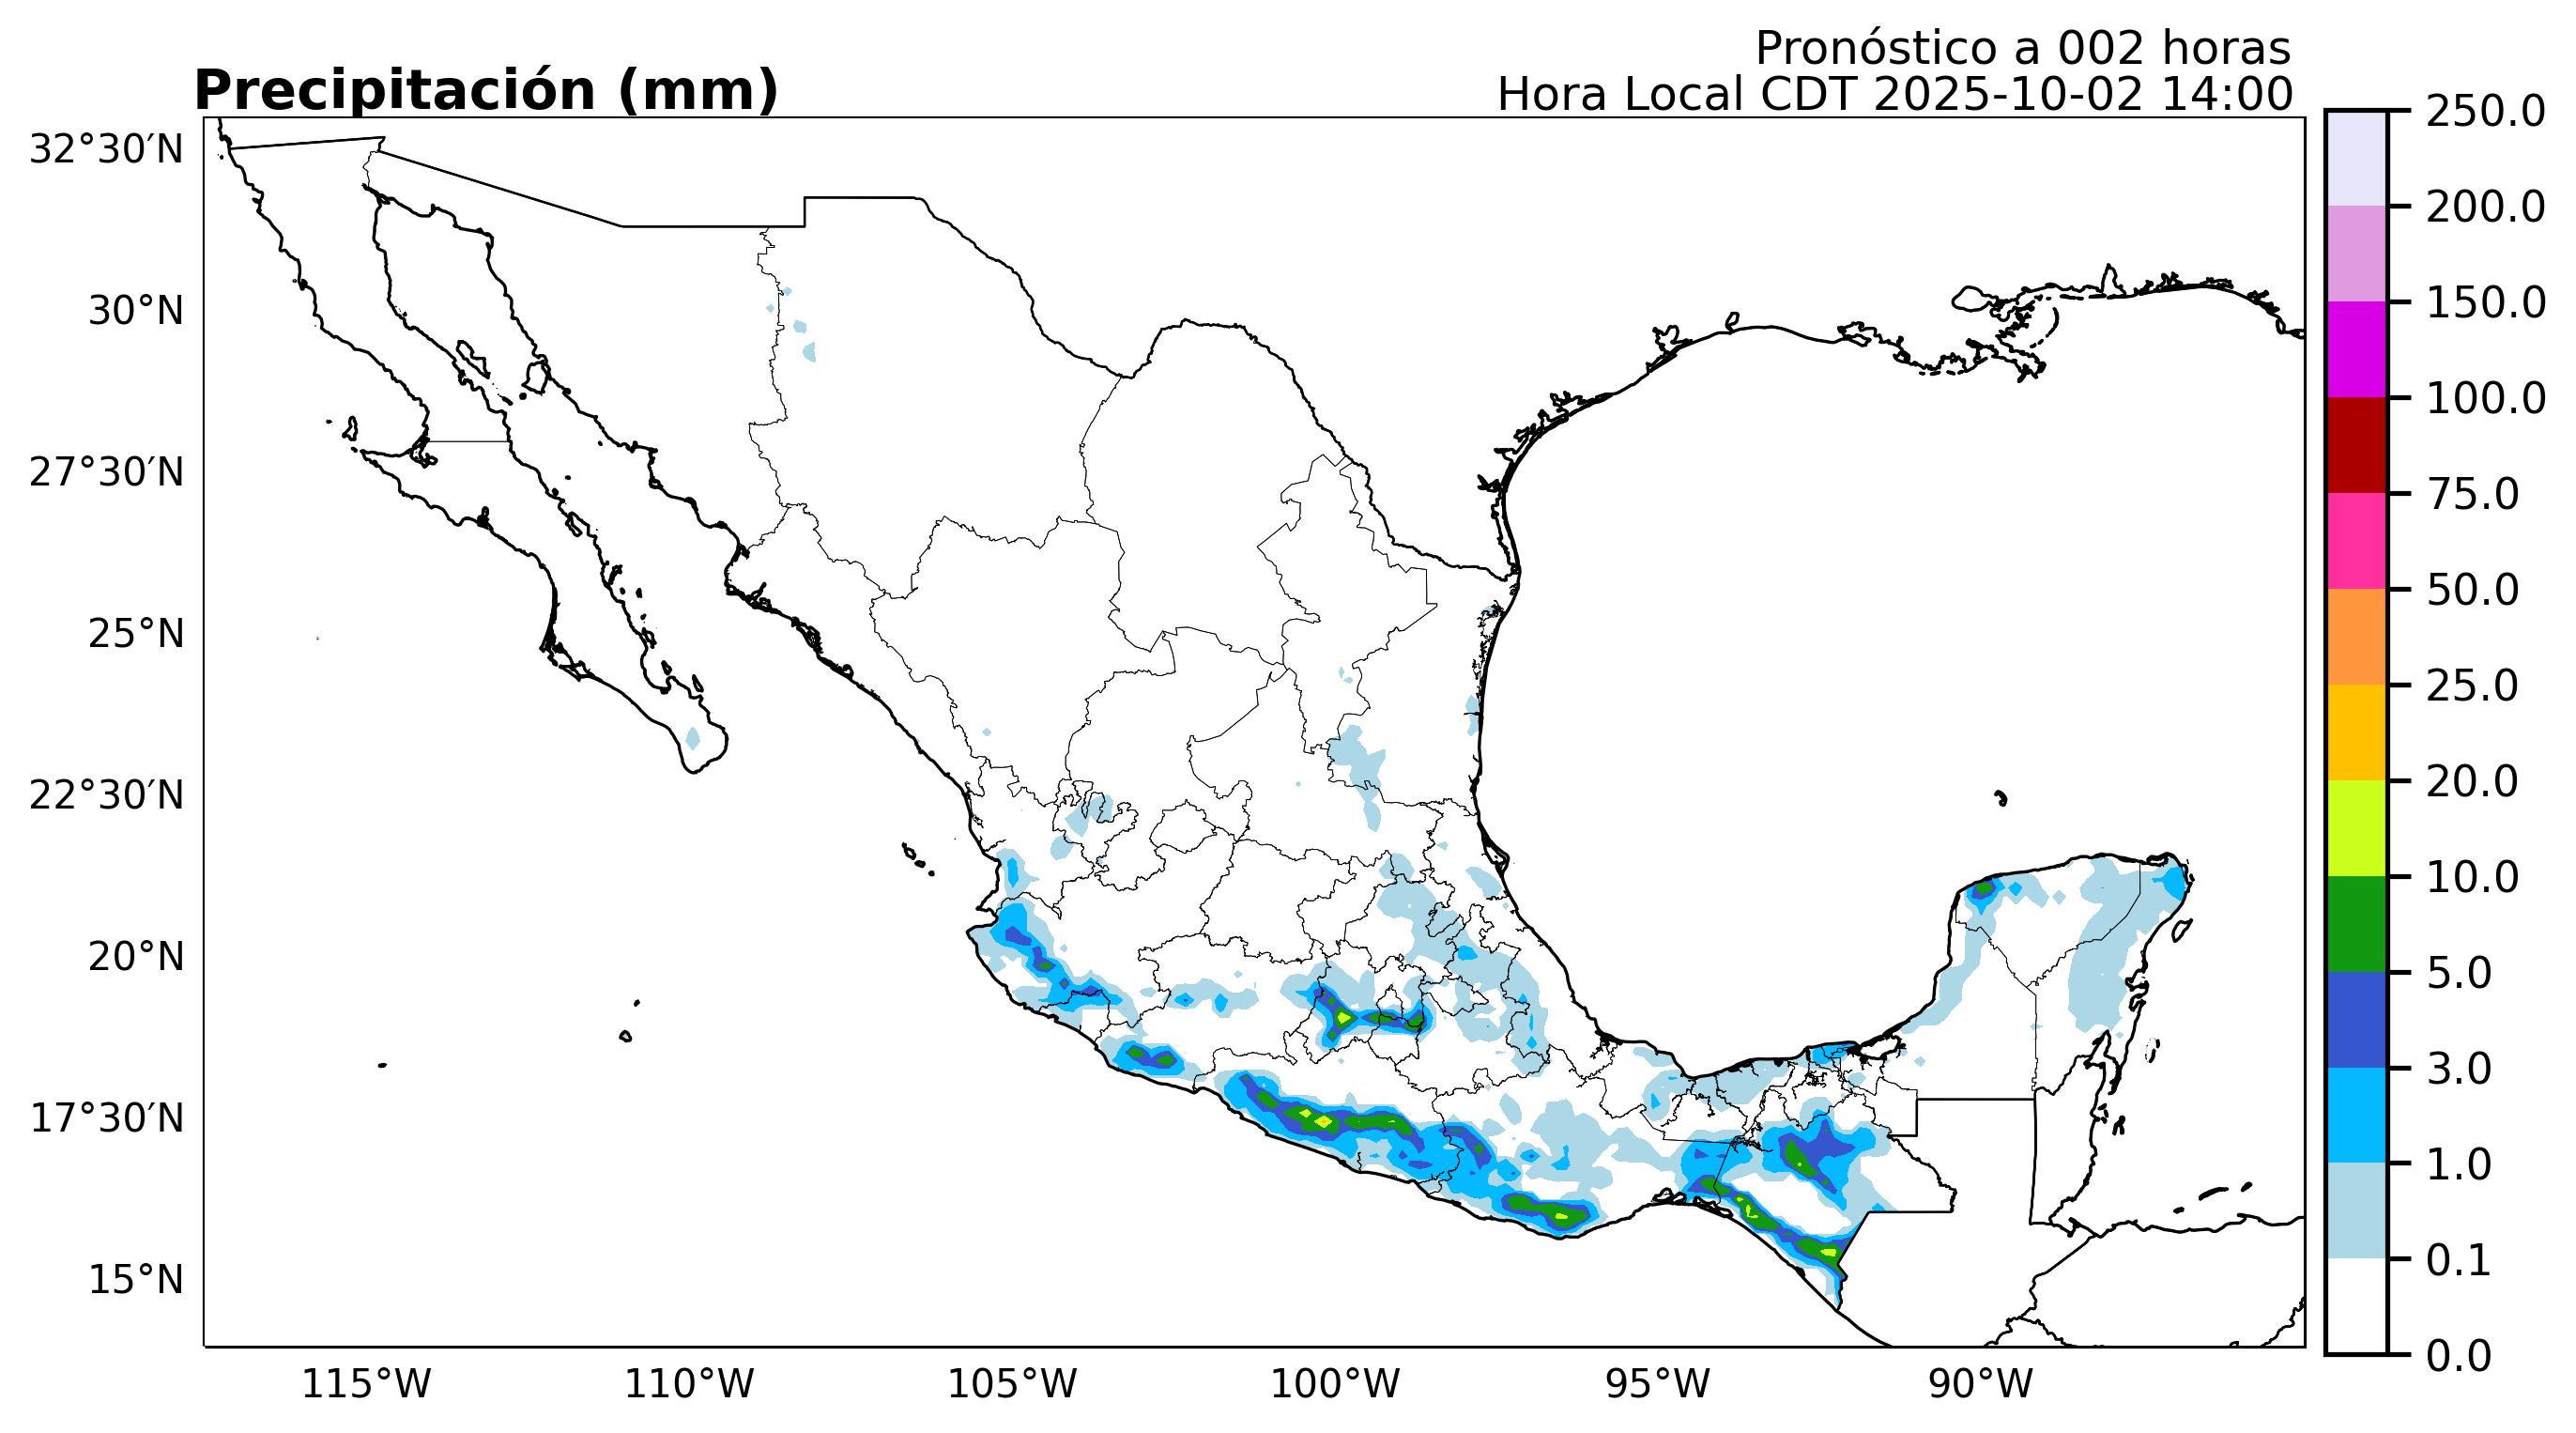 Pronóstico a 002 horas
Precipitación (mm)
Hora Local CDT 2025-10-02 14:00
32°30′N
30°N
27°30′N
25°N
22°30′N
20°N
17°30′N
15°N
115°W
110°W
105°W
100°W
95°W
90°W
250.0
200.0
150.0
100.0
75.0
50.0
25.0
20.0
10.0
5.0
3.0
1.0
0.1
0.0